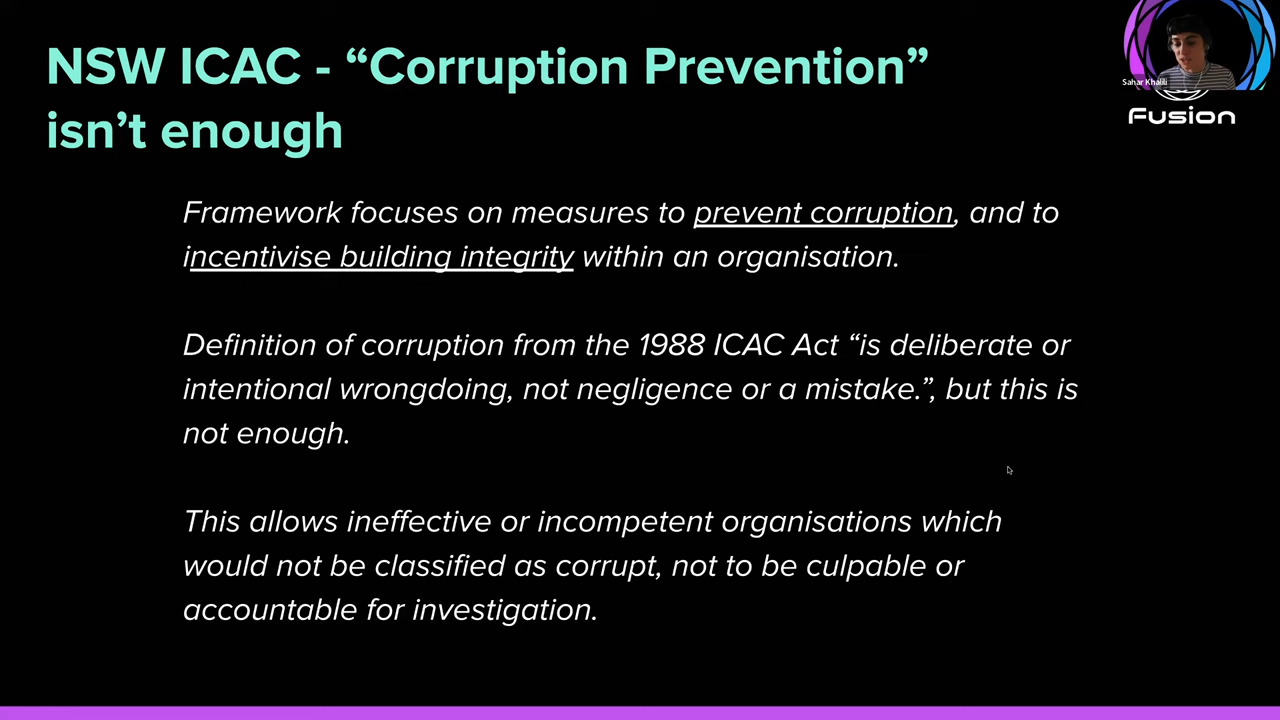 NSW ICAC - “Corruption Prevention”
isn’t enough
Sahar Khalili
Fusion
Framework focuses on measures to prevent corruption, and to
incentivise building integrity within an organisation.
Definition of corruption from the 1988 ICAC Act “is deliberate or
intentional wrongdoing, not negligence or a mistake.”, but this is
not enough.
This allows ineffective or incompetent organisations which
would not be classified as corrupt, not to be culpable or
accountable for investigation.